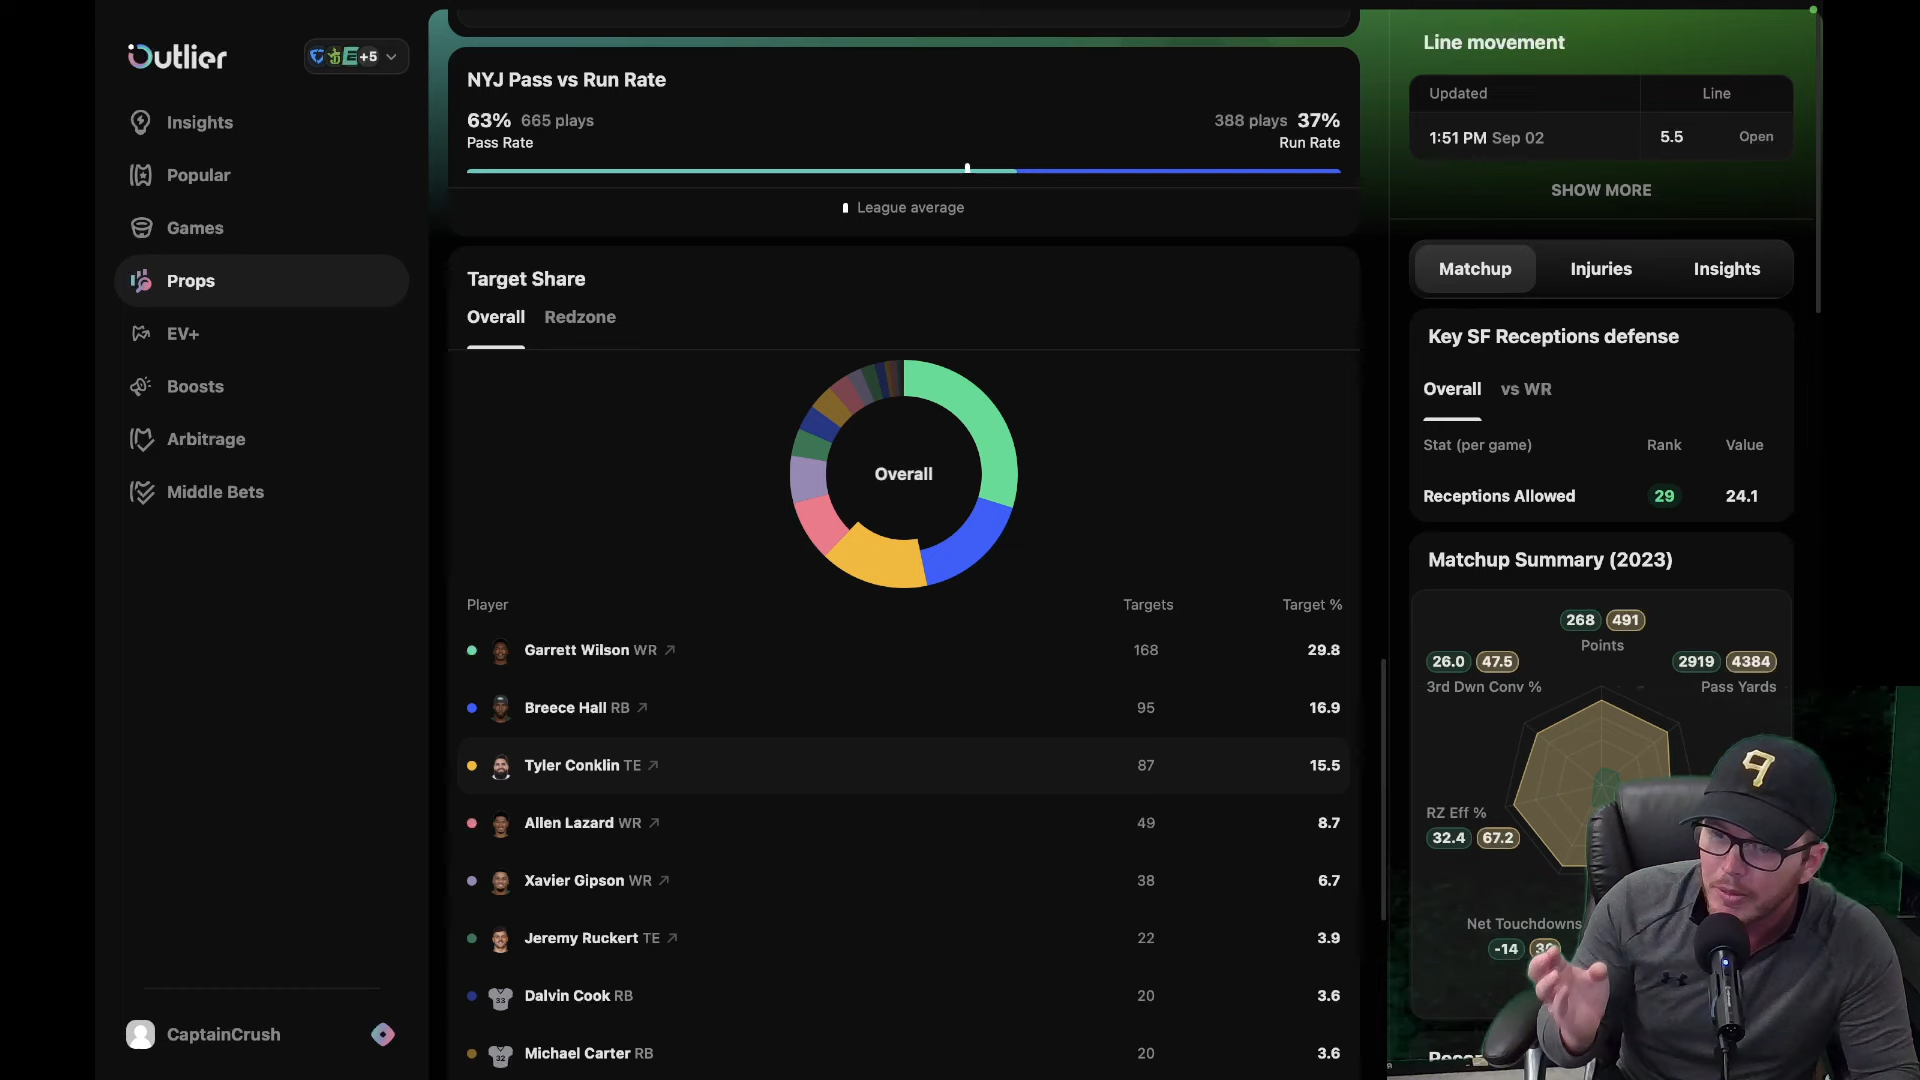 Outlier
+5
Insights
Popular
Games
Props
EV+
Boosts
Arbitrage
Middle Bets
CaptainCrush
NYJ Pass vs Run Rate
63% 665 plays
388 plays 37%
Pass Rate
Run Rate
League average
Target Share
Overall Redzone
Overall
Player Targets Target %
Garrett Wilson WR 168 29.8
Breece Hall RB 95 16.9
Tyler Conklin TE 87 15.5
Allen Lazard WR 49 8.7
Xavier Gipson WR 38 6.7
Jeremy Ruckert TE 22 3.9
33
Dalvin Cook RB 20 3.6
32
Michael Carter RB 20 3.6
Line movement
Updated Line
1:51 PM Sep 02 5.5 Open
SHOW MORE
Matchup Injuries Insights
Key SF Receptions defense
Overall vs WR
Stat (per game) Rank Value
Receptions Allowed 29 24.1
Matchup Summary (2023)
268 491
Points
26.0 47.5
3rd Dwn Conv %
2919 4384
Pass Yards
RZ Eff %
32.4 67.2
Net Touchdowns
-14